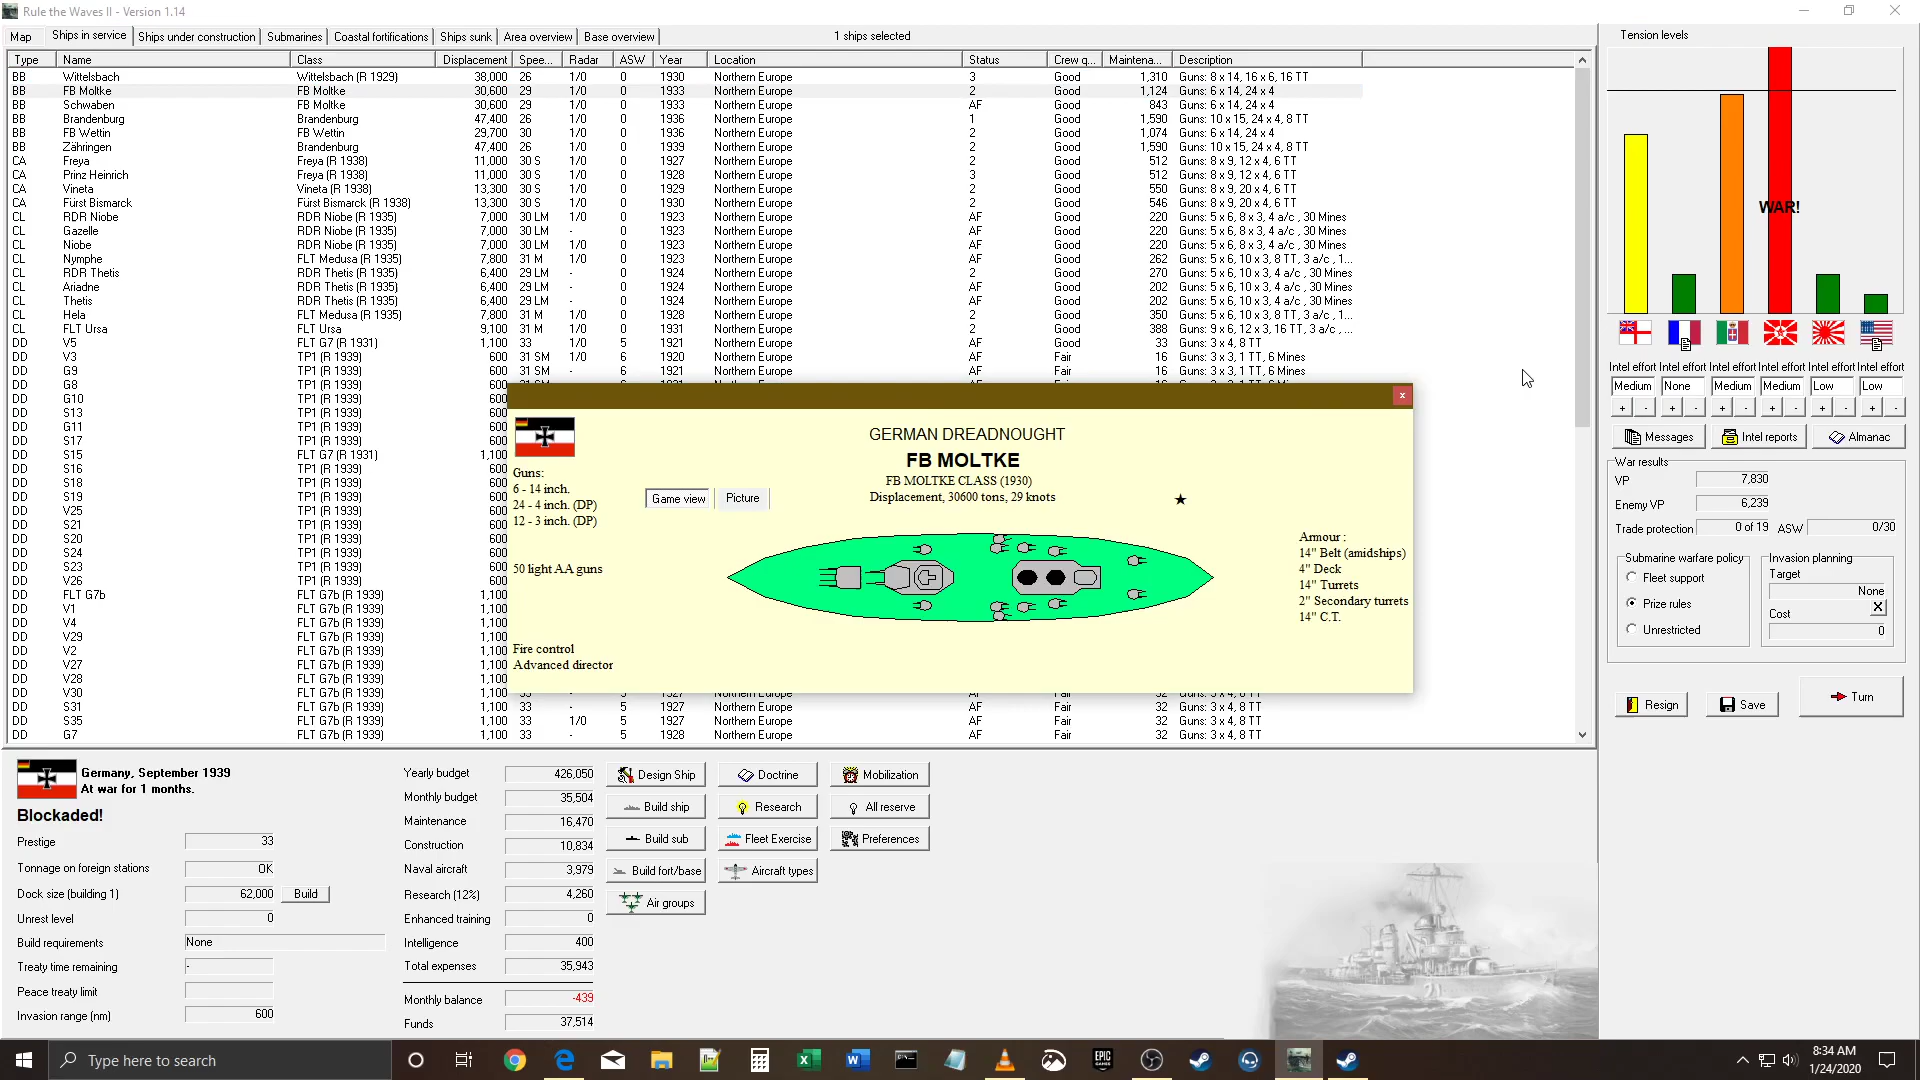 Rule the Waves II - Version 1.14
Map Ships in service Ships under construction Submarines Coastal fortifications Ships sunk Area overview Base overview 1 ships selected
Type Name Class Displacement Spee... Radar ASW Year Location Status Crew q... Maintena... Description
BB Wittelsbach Wittelsbach (R 1929) 38,000 26 1/0 0 1930 Northern Europe 3 Good 1,310 Guns: 8 x 14, 16 x 6, 16 TT
BB FB Moltke FB Moltke 30,600 29 1/0 0 1933 Northern Europe 2 Good 1,124 Guns: 6 x 14, 24 x 4
BB Schwaben FB Moltke 30,600 29 1/0 0 1933 Northern Europe AF Good 843 Guns: 6 x 14, 24 x 4
BB Brandenburg Brandenburg 47,400 26 1/0 0 1936 Northern Europe 1 Good 1,590 Guns: 10 x 15, 24 x 4, 8 TT
BB FB Wettin FB Wettin 29,700 30 1/0 0 1936 Northern Europe 2 Good 1,074 Guns: 6 x 14, 24 x 4
BB Zähringen Brandenburg 47,400 26 1/0 0 1939 Northern Europe 2 Good 1,590 Guns: 10 x 15, 24 x 4, 8 TT
CA Freya Freya (R 1938) 11,000 30 S 1/0 0 1927 Northern Europe 2 Good 512 Guns: 8 x 9, 12 x 4, 6 TT
CA Prinz Heinrich Freya (R 1938) 11,000 30 S 1/0 0 1928 Northern Europe 3 Good 512 Guns: 8 x 9, 12 x 4, 6 TT
CA Vineta Vineta (R 1938) 13,300 30 S 1/0 0 1929 Northern Europe 2 Good 550 Guns: 8 x 9, 20 x 4, 6 TT
CA Fürst Bismarck Fürst Bismarck (R 1938) 13,300 30 S 1/0 0 1930 Northern Europe 2 Good 546 Guns: 8 x 9, 20 x 4, 6 TT
CL RDR Niobe RDR Niobe (R 1935) 7,000 30 LM 1/0 0 1923 Northern Europe AF Good 220 Guns: 5 x 6, 8 x 3, 4 a/c , 30 Mines
CL Gazelle RDR Niobe (R 1935) 7,000 30 LM - 0 1923 Northern Europe AF Good 220 Guns: 5 x 6, 8 x 3, 4 a/c , 30 Mines
CL Niobe RDR Niobe (R 1935) 7,000 30 LM 1/0 0 1923 Northern Europe AF Good 220 Guns: 5 x 6, 8 x 3, 4 a/c , 30 Mines
CL Nymphe FLT Medusa (R 1935) 7,800 31 M 1/0 0 1923 Northern Europe AF Good 262 Guns: 5 x 6, 10 x 3, 8 TT, 3 a/c , 1...
CL RDR Thetis RDR Thetis (R 1935) 6,400 29 LM - 0 1924 Northern Europe 2 Good 270 Guns: 5 x 6, 10 x 3, 4 a/c , 30 Mines
CL Ariadne RDR Thetis (R 1935) 6,400 29 LM - 0 1924 Northern Europe AF Good 202 Guns: 5 x 6, 10 x 3, 4 a/c , 30 Mines
CL Thetis RDR Thetis (R 1935) 6,400 29 LM - 0 1924 Northern Europe AF Good 202 Guns: 5 x 6, 10 x 3, 4 a/c , 30 Mines
CL Hela FLT Medusa (R 1935) 7,800 31 M 1/0 0 1928 Northern Europe 2 Good 350 Guns: 5 x 6, 10 x 3, 8 TT, 3 a/c , 1...
CL FLT Ursa FLT Ursa 9,100 31 M 1/0 0 1931 Northern Europe 2 Good 388 Guns: 9 x 6, 12 x 3, 16 TT, 3 a/c , ...
DD V5 FLT G7 (R 1931) 1,100 33 1/0 5 1921 Northern Europe AF Good 33 Guns: 3 x 4, 8 TT
DD V3 TP1 (R 1939) 600 31 SM 1/0 6 1920 Northern Europe AF Fair 16 Guns: 3 x 3, 1 TT, 6 Mines
DD G9 TP1 (R 1939) 600 31 SM - 6 1921 Northern Europe AF Fair 16 Guns: 3 x 3, 1 TT, 6 Mines
DD G8 TP1 (R 1939) 600
DD G10 TP1 (R 1939) 600
DD S13 TP1 (R 1939) 600
DD G11 TP1 (R 1939) 600
DD S17 TP1 (R 1939) 600
DD S15 FLT G7 (R 1931) 1,100
DD S16 TP1 (R 1939) 600
DD S18 TP1 (R 1939) 600
DD S19 TP1 (R 1939) 600
DD V25 TP1 (R 1939) 600
DD S21 TP1 (R 1939) 600
DD S20 TP1 (R 1939) 600
DD S24 TP1 (R 1939) 600
DD S23 TP1 (R 1939) 600
DD V26 TP1 (R 1939) 600
DD FLT G7b FLT G7b (R 1939) 1,100
DD V1 FLT G7b (R 1939) 1,100
DD V4 FLT G7b (R 1939) 1,100
DD V29 FLT G7b (R 1939) 1,100
DD V2 FLT G7b (R 1939) 1,100
DD V27 FLT G7b (R 1939) 1,100
DD V28 FLT G7b (R 1939) 1,100
DD V30 FLT G7b (R 1939) 1,100
DD S31 FLT G7b (R 1939) 1,100 33 - 5 1927 Northern Europe AF Fair 32 Guns: 3 x 4, 8 TT
DD S35 FLT G7b (R 1939) 1,100 33 1/0 5 1927 Northern Europe AF Fair 32 Guns: 3 x 4, 8 TT
DD G7 FLT G7b (R 1939) 1,100 33 - 5 1928 Northern Europe AF Fair 32 Guns: 3 x 4, 8 TT
x
GERMAN DREADNOUGHT
FB MOLTKE
FB MOLTKE CLASS (1930)
Displacement, 30600 tons, 29 knots
Guns:
6 - 14 inch.
24 - 4 inch. (DP)
12 - 3 inch. (DP)
50 light AA guns
Game view Picture
Armour :
14" Belt (amidships)
4" Deck
14" Turrets
2" Secondary turrets
14" C.T.
Fire control
Advanced director
Tension levels
WAR!
Intel effort Intel effort Intel effort Intel effort Intel effort Intel effort
Medium None Medium Medium Low Low
+ - + - + - + - + - + -
Messages Intel reports Almanac
War results
VP 7,830
Enemy VP 6,239
Trade protection 0 of 19 ASW 0/30
Submarine warfare policy
Fleet support
Prize rules
Unrestricted
Invasion planning
Target
None
Cost X
0
Resign Save Turn
Germany, September 1939
At war for 1 months.
Blockaded!
Prestige 33
Tonnage on foreign stations OK
Dock size (building 1) 62,000 Build
Unrest level 0
Build requirements None
Treaty time remaining -
Peace treaty limit
Invasion range (nm) 600
Yearly budget 426,050
Monthly budget 35,504
Maintenance 16,470
Construction 10,834
Naval aircraft 3,979
Research (12%) 4,260
Enhanced training 0
Intelligence 400
Total expenses 35,943
Monthly balance -439
Funds 37,514
Design Ship Doctrine Mobilization
Build ship Research All reserve
Build sub Fleet Exercise Preferences
Build fort/base Aircraft types
Air groups
Type here to search
EPIC GAMES
8:34 AM
1/24/2020